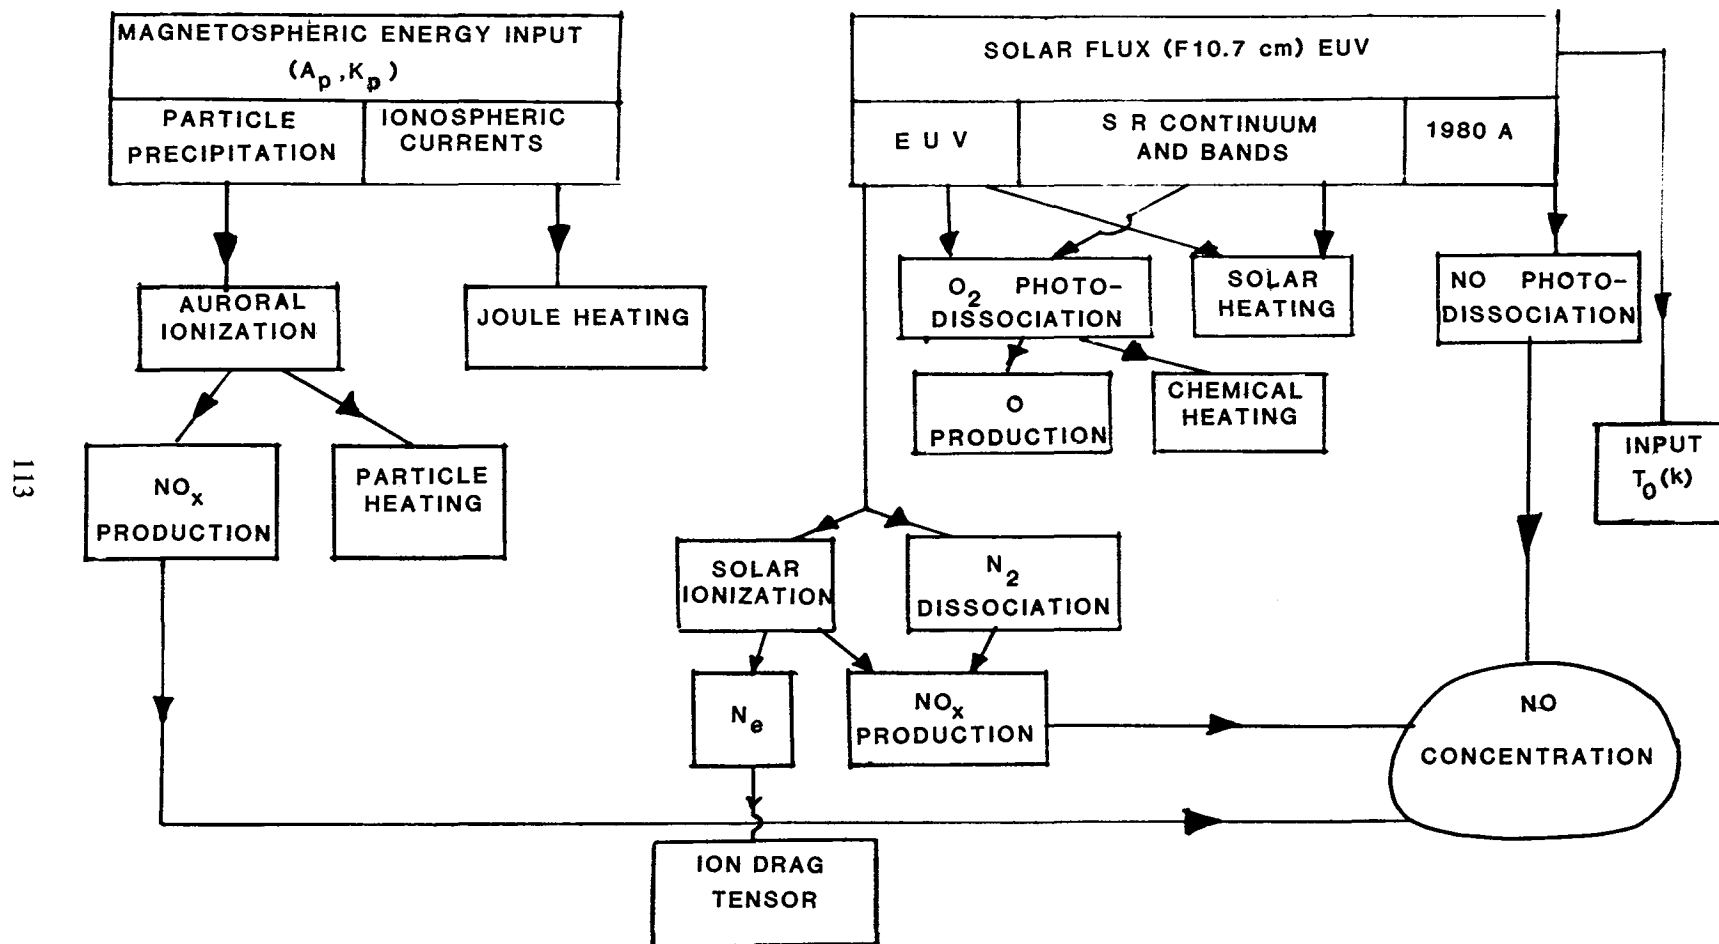 MAGNETOSPHERIC ENERGY INPUT
(Ap,Kp)
PARTICLE
PRECIPITATION
IONOSPHERIC
CURRENTS
SOLAR FLUX (F10.7 cm) EUV
E U V
S R CONTINUUM
AND BANDS
1980 A
AURORAL
IONIZATION
JOULE HEATING
O2 PHOTO-
DISSOCIATION
SOLAR
HEATING
NO PHOTO-
DISSOCIATION
O
PRODUCTION
CHEMICAL
HEATING
INPUT
T0(k)
NOx
PRODUCTION
PARTICLE
HEATING
SOLAR
IONIZATION
N2
DISSOCIATION
Ne
NOx
PRODUCTION
NO
CONCENTRATION
ION DRAG
TENSOR
113